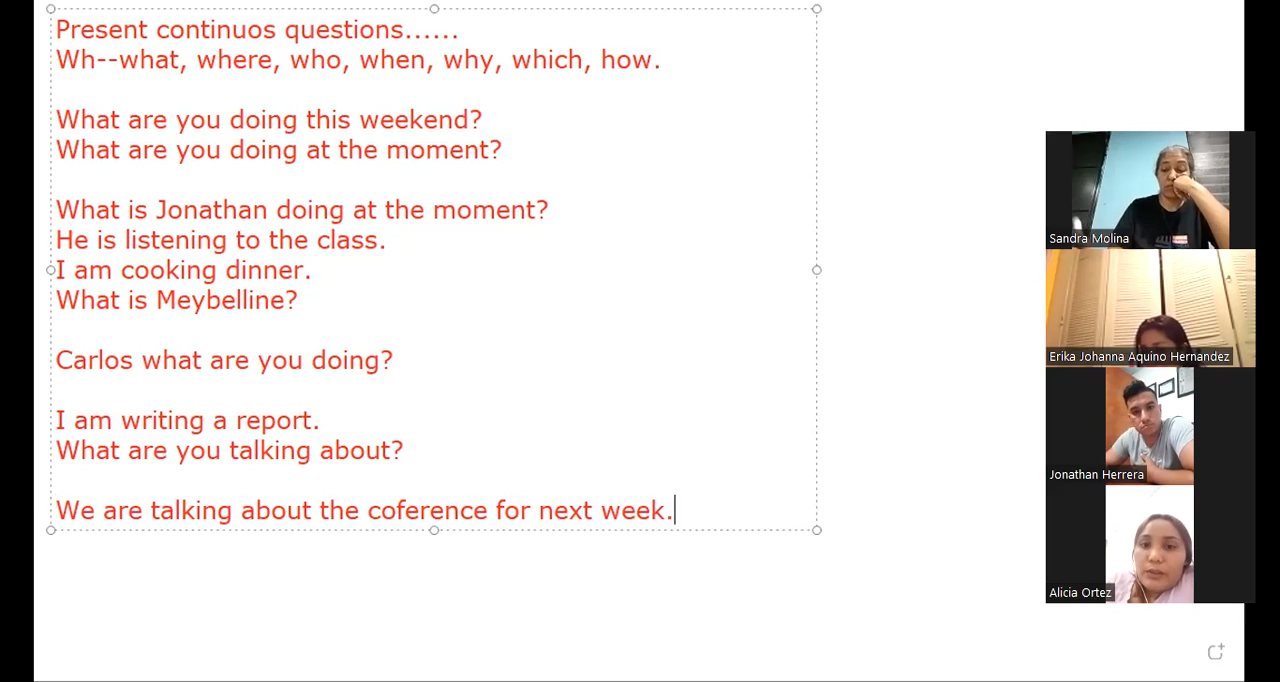 Present continuos questions......
Wh--what, where, who, when, why, which, how.
What are you doing this weekend?
What are you doing at the moment?
What is Jonathan doing at the moment?
He is listening to the class.
I am cooking dinner.
What is Meybelline?
Carlos what are you doing?
I am writing a report.
What are you talking about?
We are talking about the coference for next week.
Sandra Molina
Erika Johanna Aquino Hernandez
Jonathan Herrera
Alicia Ortez